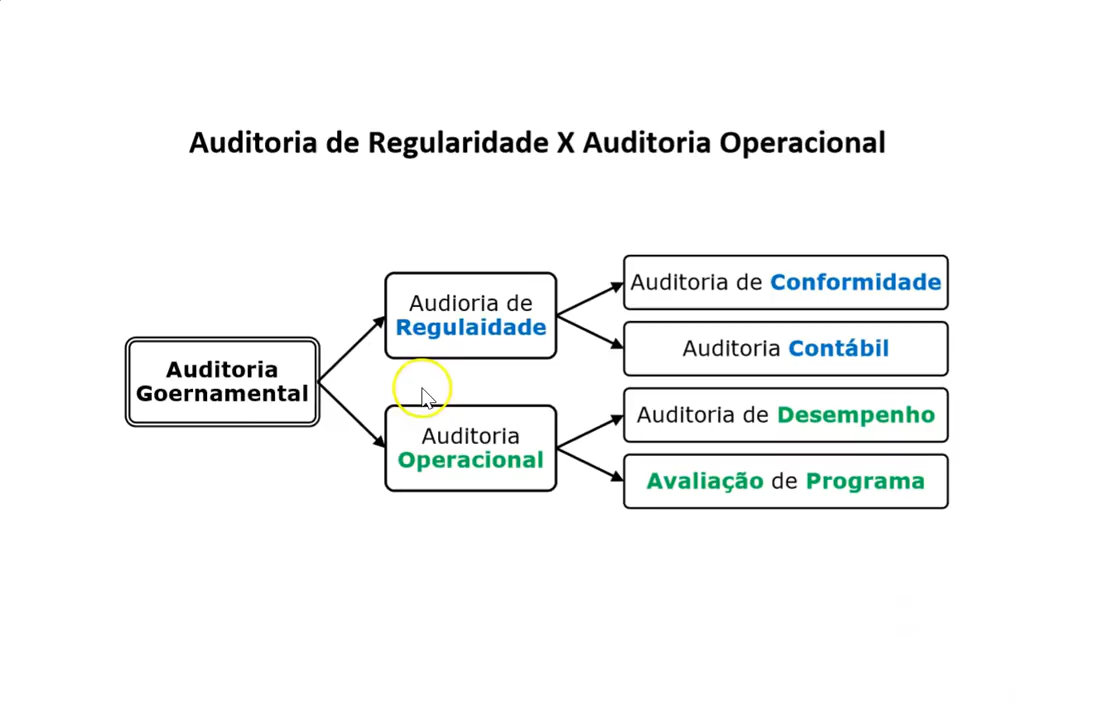 Auditoria de Regularidade X Auditoria Operacional
Auditoria
Goernamental
Audioria de
Regulaidade
Auditoria
Operacional
Auditoria de Conformidade
Auditoria Contábil
Auditoria de Desempenho
Avaliação de Programa